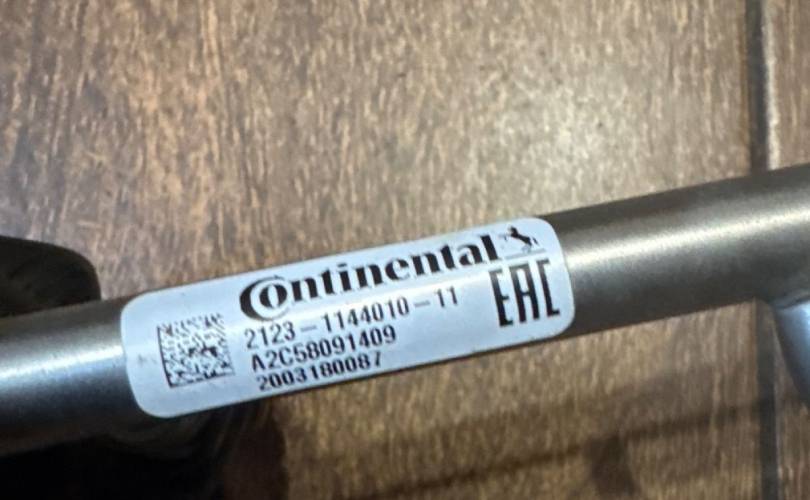 Continental
EAC
2123-1144010-11
A2C58091409
2003180087